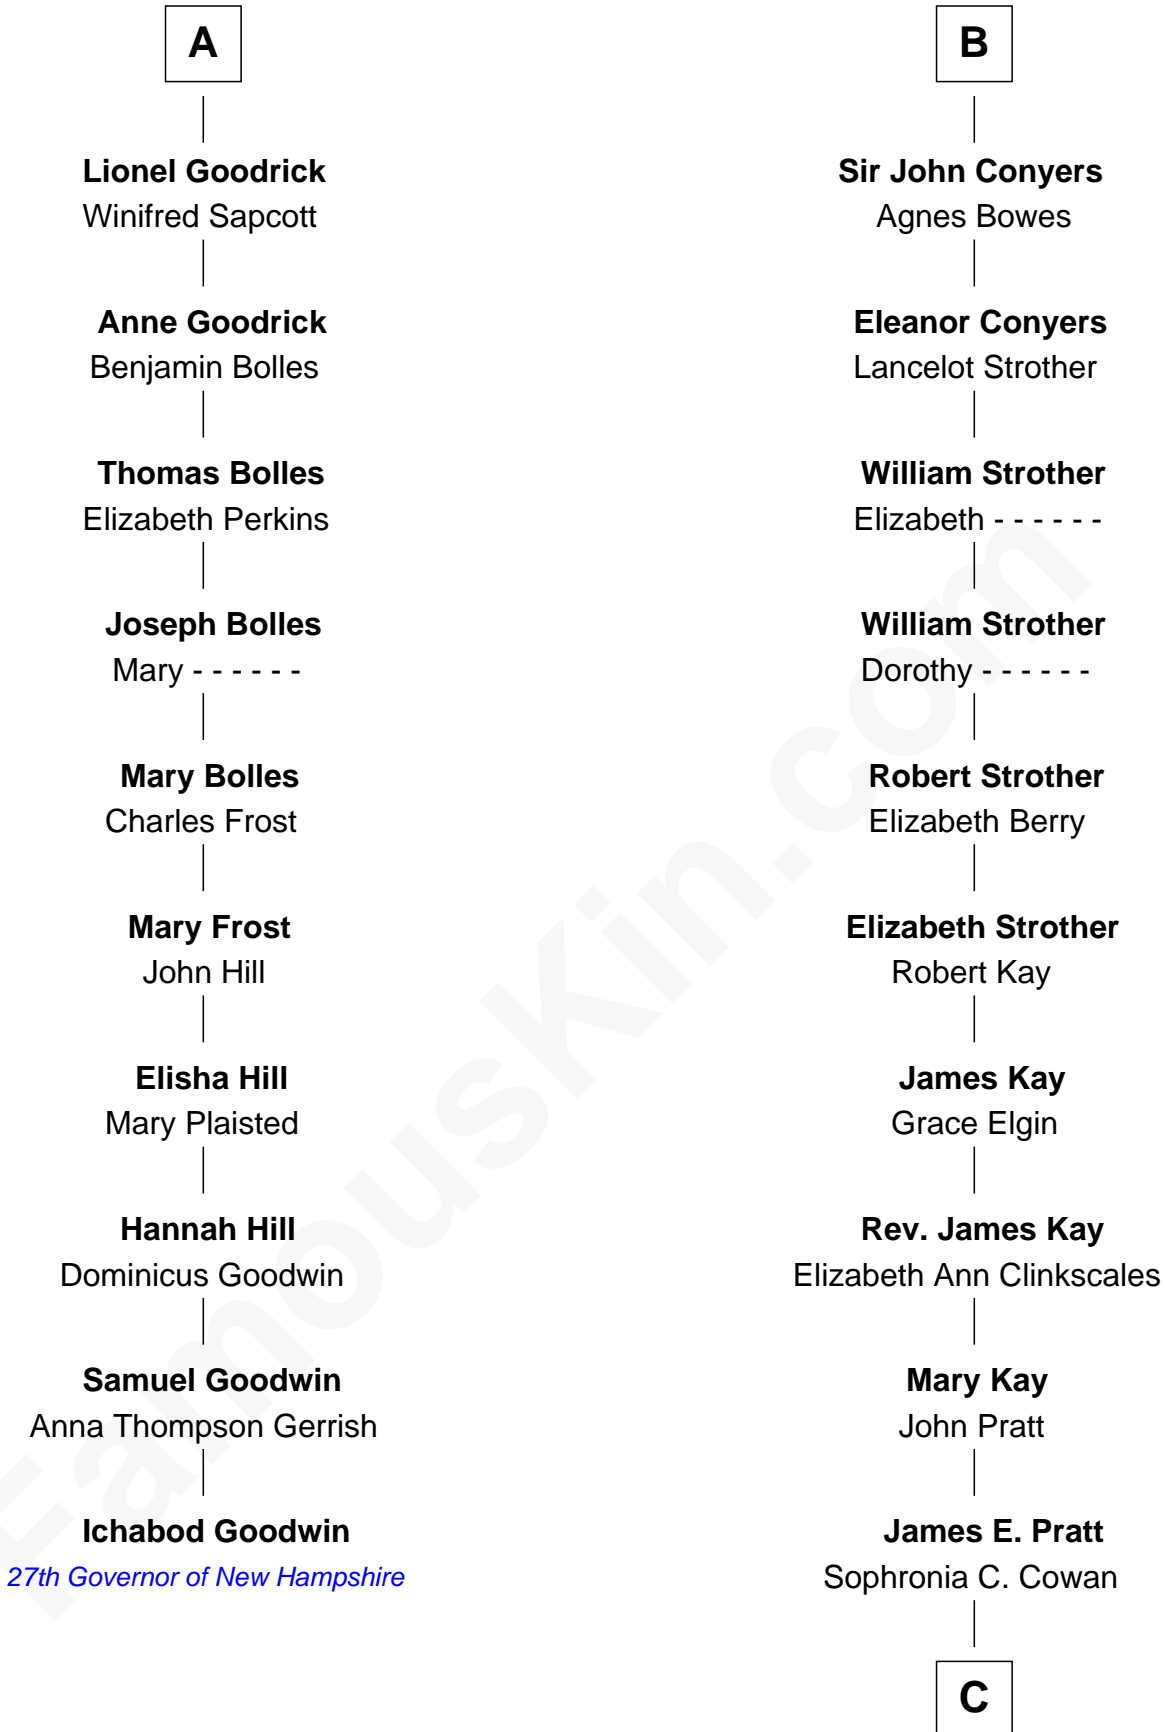 A
Lionel Goodrick
Winifred Sapcott
Anne Goodrick
Benjamin Bolles
Thomas Bolles
Elizabeth Perkins
Joseph Bolles
Mary - - - - - -
Mary Bolles
Charles Frost
Mary Frost
John Hill
Elisha Hill
Mary Plaisted
Hannah Hill
Dominicus Goodwin
Samuel Goodwin
Anna Thompson Gerrish
Ichabod Goodwin
27th Governor of New Hampshire
B
Sir John Conyers
Agnes Bowes
Eleanor Conyers
Lancelot Strother
William Strother
Elizabeth - - - - - -
William Strother
Dorothy - - - - - -
Robert Strother
Elizabeth Berry
Elizabeth Strother
Robert Kay
James Kay
Grace Elgin
Rev. James Kay
Elizabeth Ann Clinkscales
Mary Kay
John Pratt
James E. Pratt
Sophronia C. Cowan
C
FamousKin.com